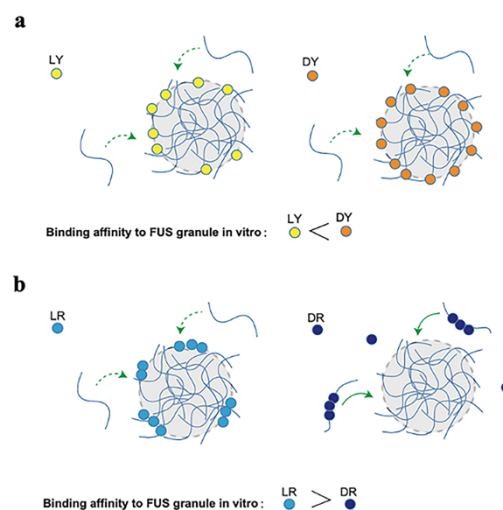 a
LY
DY
Binding affinity to FUS granule in vitro : LY < DY
b
LR
DR
Binding affinity to FUS granule in vitro : LR > DR